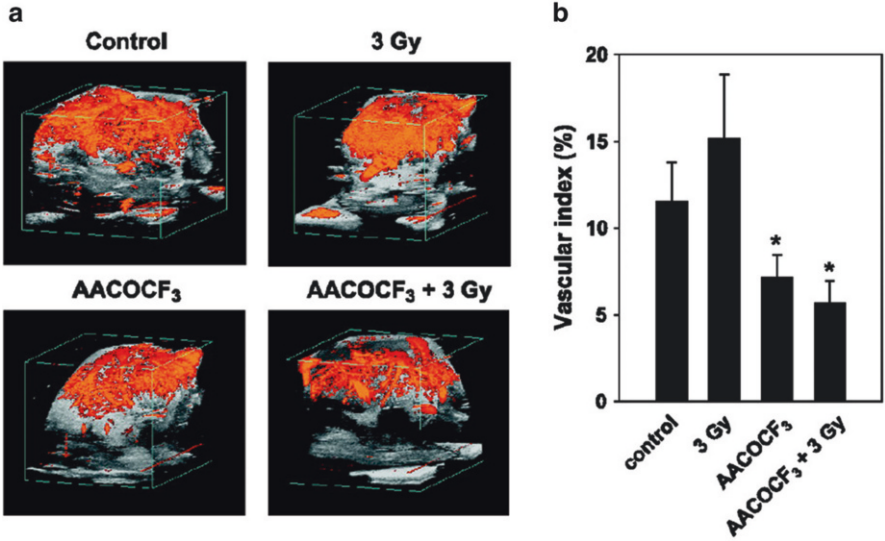 a
Control
3 Gy
AACOCF₃
AACOCF₃ + 3 Gy
b
Vascular index (%)
20
15
10
5
0
*
*
control
3 Gy
AACOCF₃
AACOCF₃ + 3 Gy